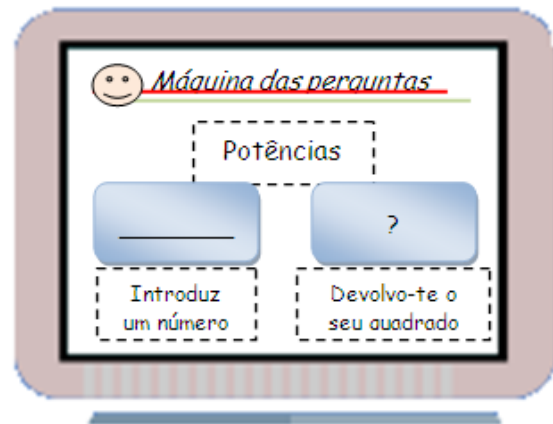 Máquina das perguntas
Potências
?
Introduz
um número
Devolvo-te o
seu quadrado